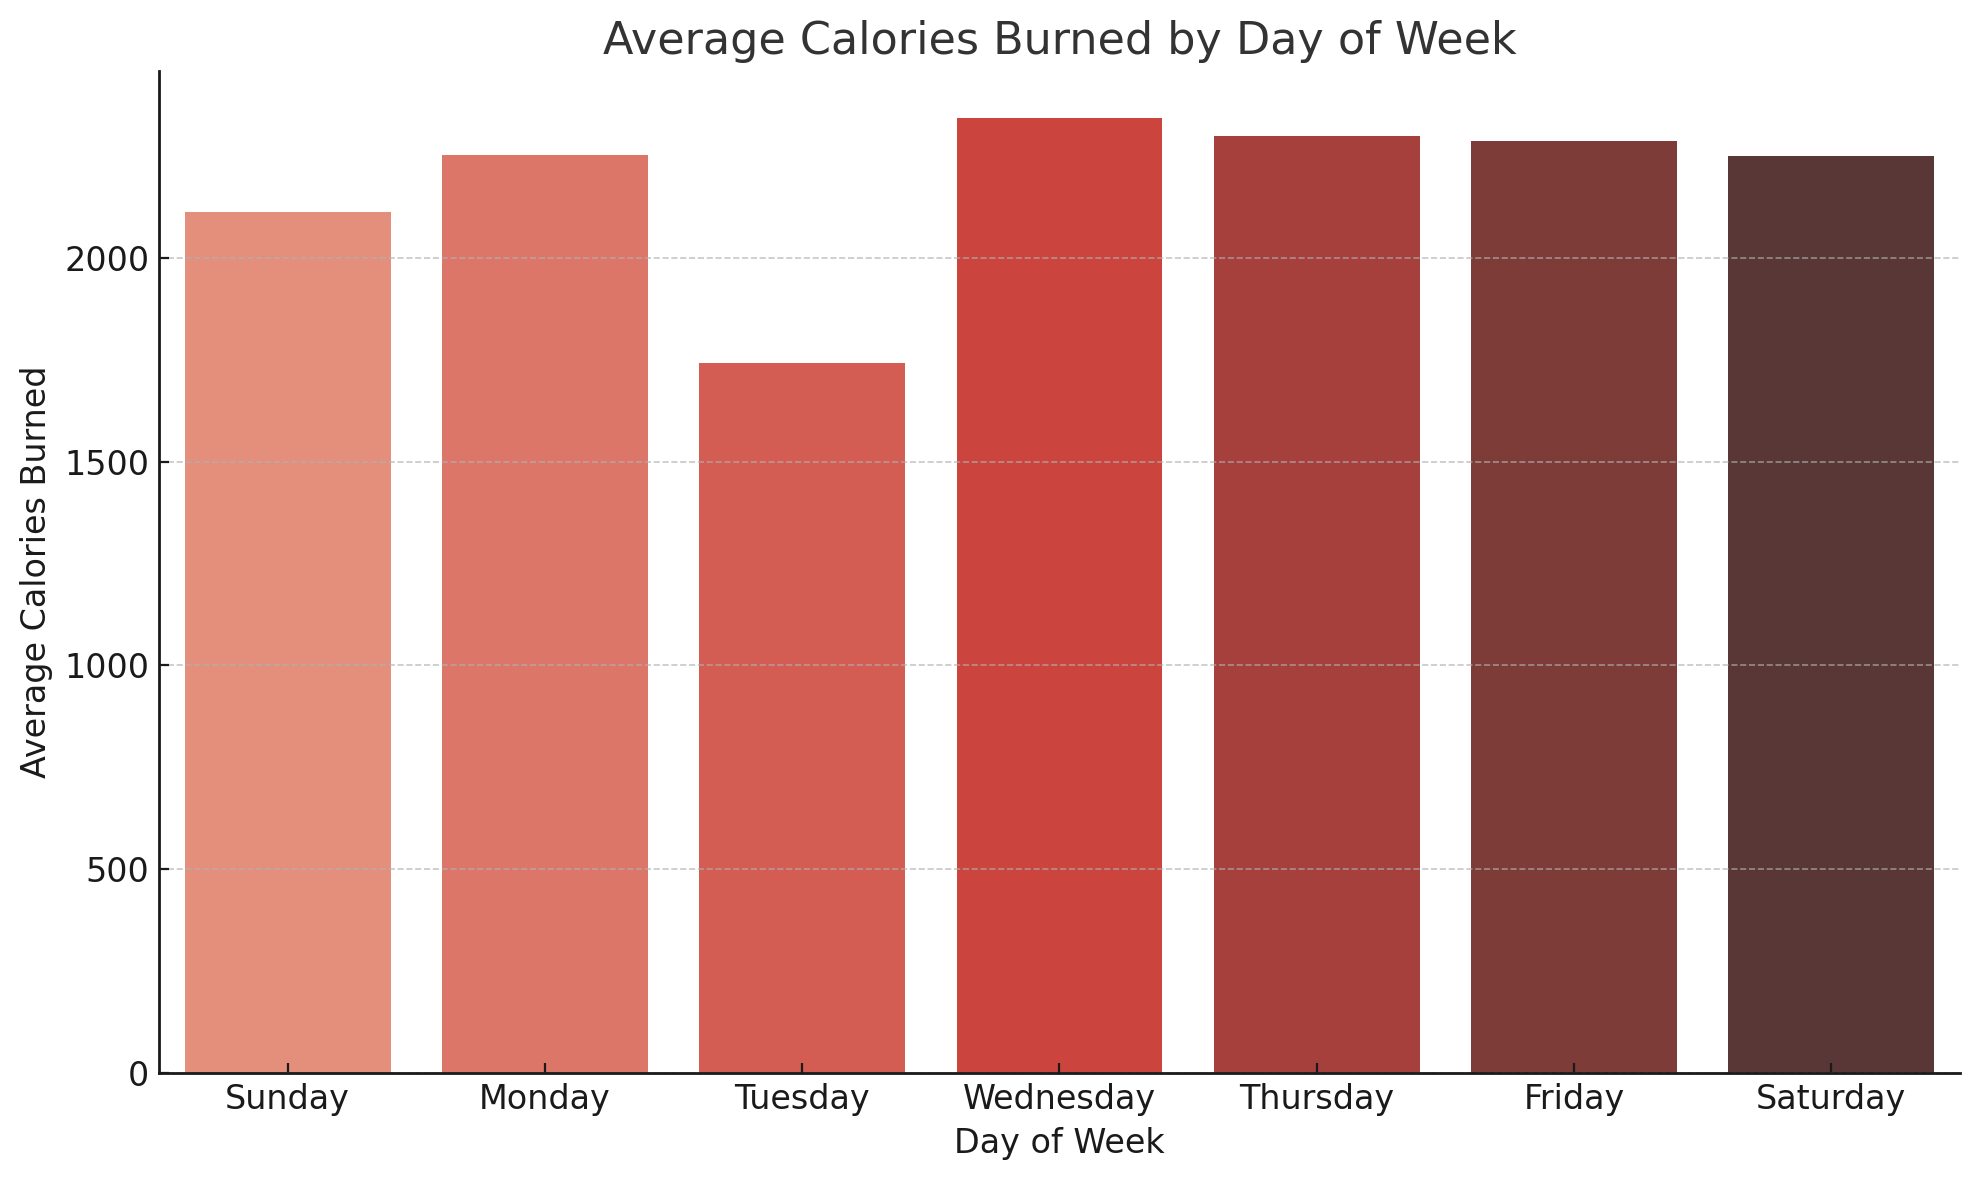 Average Calories Burned by Day of Week
Average Calories Burned
2000
1500
1000
500
0
Sunday Monday Tuesday Wednesday Thursday Friday Saturday
Day of Week